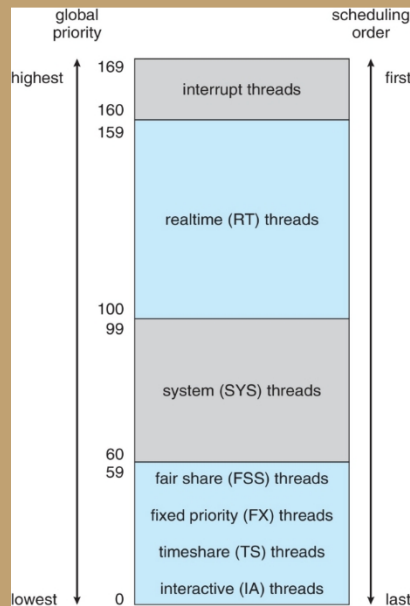 global
priority
scheduling
order
highest
169
first
interrupt threads
160
159
realtime (RT) threads
100
99
system (SYS) threads
60
59
fair share (FSS) threads
fixed priority (FX) threads
timeshare (TS) threads
interactive (IA) threads
lowest
0
last